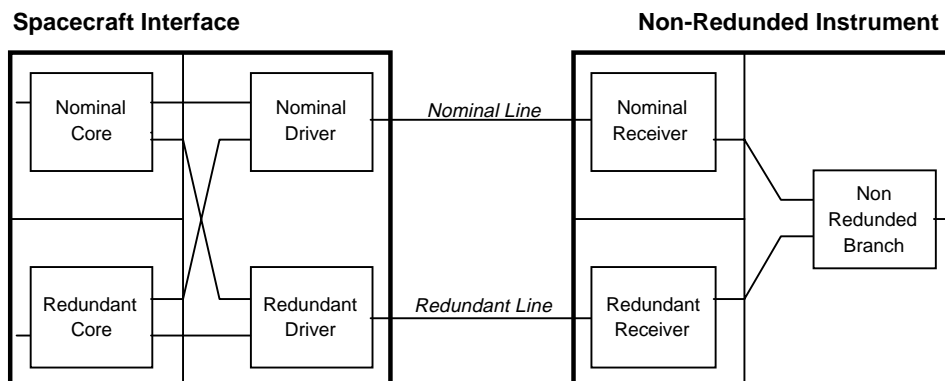 Spacecraft Interface
Non-Redunded Instrument
Nominal
Core
Nominal
Driver
Nominal Line
Nominal
Receiver
Non
Redunded
Branch
Redundant
Core
Redundant
Driver
Redundant Line
Redundant
Receiver